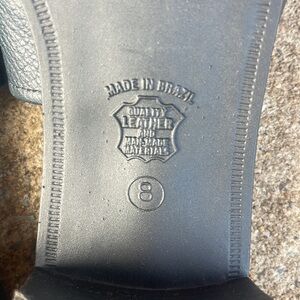 MADE IN BRAZIL
QUALITY
LEATHER
AND
MAN-MADE
MATERIALS
8